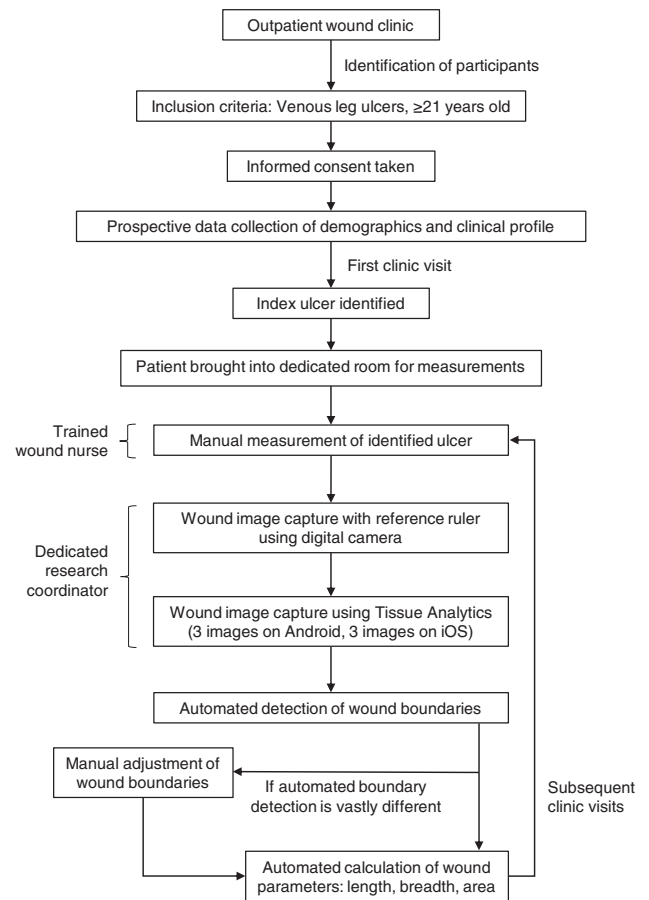 Outpatient wound clinic
Identification of participants
Inclusion criteria: Venous leg ulcers, ≥21 years old
Informed consent taken
Prospective data collection of demographics and clinical profile
First clinic visit
Index ulcer identified
Patient brought into dedicated room for measurements
Trained
wound nurse
Manual measurement of identified ulcer
Dedicated
research
coordinator
Wound image capture with reference ruler
using digital camera
Wound image capture using Tissue Analytics
(3 images on Android, 3 images on iOS)
Automated detection of wound boundaries
Manual adjustment of
wound boundaries
If automated boundary
detection is vastly different
Subsequent
clinic visits
Automated calculation of wound
parameters: length, breadth, area